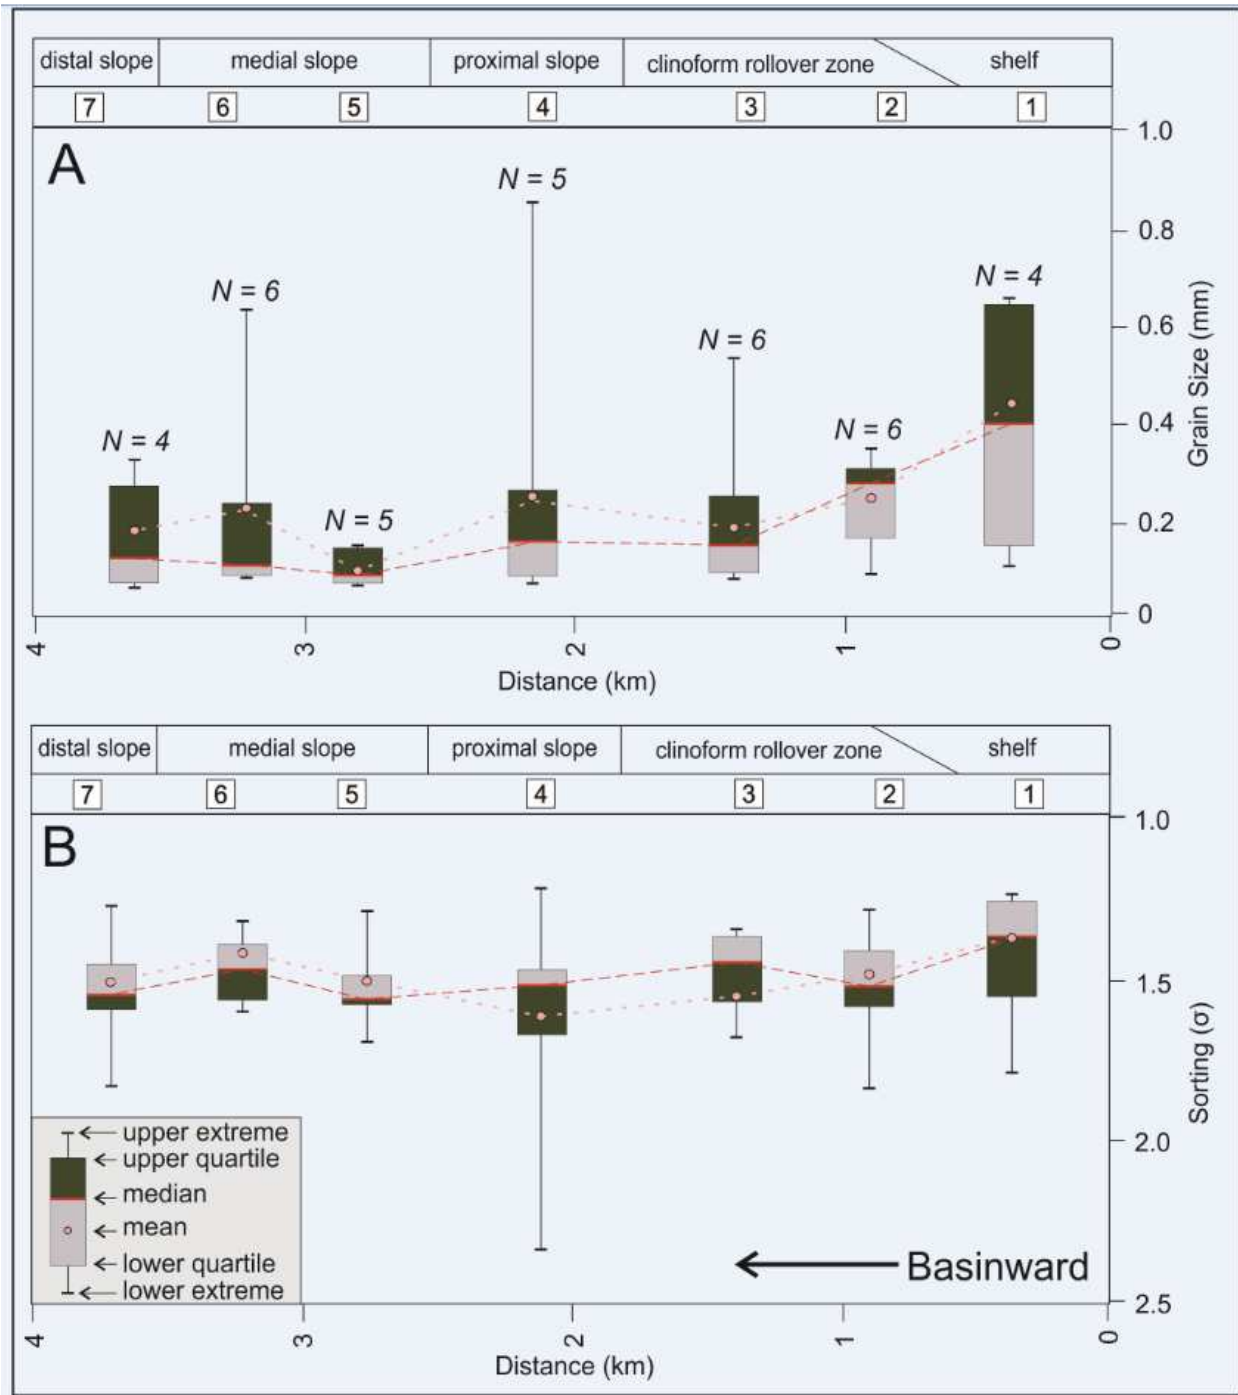 distal slope medial slope proximal slope clinoform rollover zone shelf
7 6 5 4 3 2 1
A
1.0
N = 5
0.8
N = 4
N = 6
0.6
N = 6
N = 4
N = 6
0.4
N = 5
0.2
0
Grain Size (mm)
4 3 2 1 0
Distance (km)
distal slope medial slope proximal slope clinoform rollover zone shelf
7 6 5 4 3 2 1
B
1.0
1.5
2.0
2.5
Sorting (σ)
upper extreme
upper quartile
median
mean
lower quartile
lower extreme
Basinward
4 3 2 1 0
Distance (km)